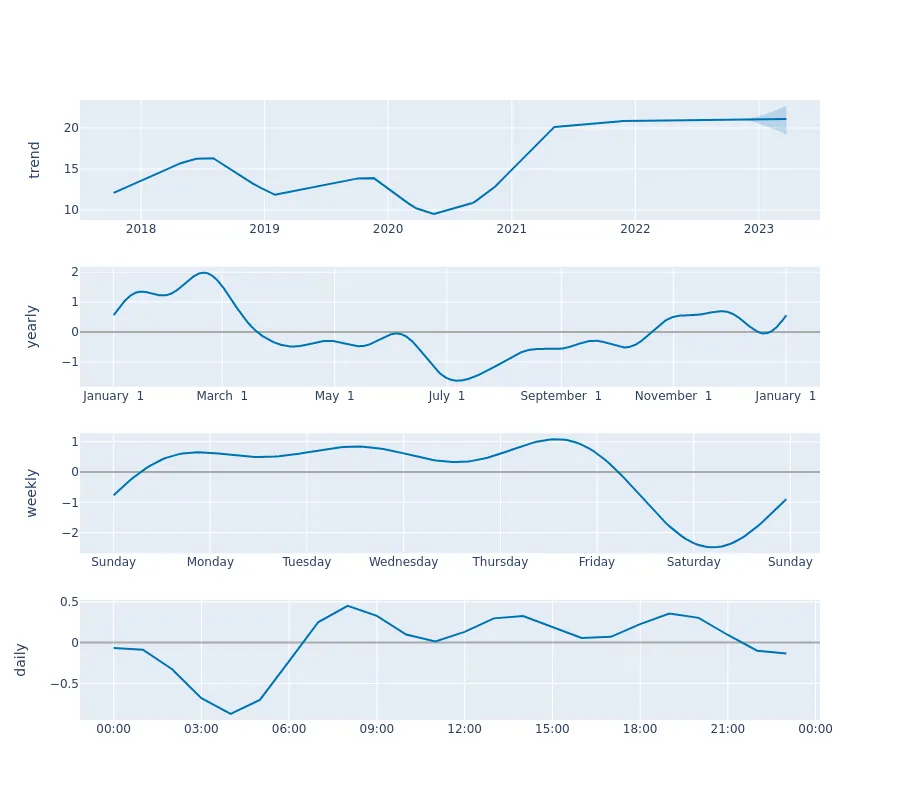 trend
20
15
10
2018 2019 2020 2021 2022 2023
yearly
2
1
0
−1
January 1 March 1 May 1 July 1 September 1 November 1 January 1
weekly
1
0
−1
−2
Sunday Monday Tuesday Wednesday Thursday Friday Saturday Sunday
daily
0.5
0
−0.5
00:00 03:00 06:00 09:00 12:00 15:00 18:00 21:00 00:00